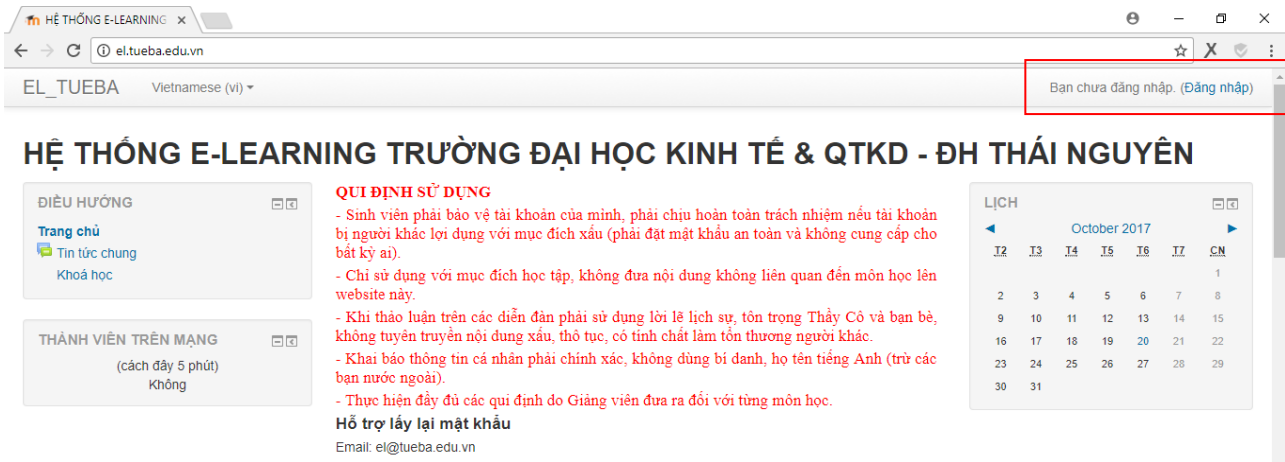 HỆ THỐNG E-LEARNING
el.tueba.edu.vn
EL_TUEBA Vietnamese (vi)
Bạn chưa đăng nhập. (Đăng nhập)
HỆ THỐNG E-LEARNING TRƯỜNG ĐẠI HỌC KINH TẾ & QTKD - ĐH THÁI NGUYÊN
ĐIỀU HƯỚNG
Trang chủ
Tin tức chung
Khoá học
THÀNH VIÊN TRÊN MẠNG
(cách đây 5 phút)
Không
QUI ĐỊNH SỬ DỤNG
- Sinh viên phải bảo vệ tài khoản của mình, phải chịu hoàn toàn trách nhiệm nếu tài khoản
bị người khác lợi dụng với mục đích xấu (phải đặt mật khẩu an toàn và không cung cấp cho
bất kỳ ai).
- Chỉ sử dụng với mục đích học tập, không đưa nội dung không liên quan đến môn học lên
website này.
- Khi thảo luận trên các diễn đàn phải sử dụng lời lẽ lịch sự, tôn trọng Thầy Cô và bạn bè,
không tuyên truyền nội dung xấu, thô tục, có tính chất làm tổn thương người khác.
- Khai báo thông tin cá nhân phải chính xác, không dùng bí danh, họ tên tiếng Anh (trừ các
bạn nước ngoài).
- Thực hiện đầy đủ các qui định do Giảng viên đưa ra đối với từng môn học.
Hỗ trợ lấy lại mật khẩu
Email: el@tueba.edu.vn
LỊCH
October 2017
T2 T3 T4 T5 T6 T7 CN
1
2 3 4 5 6 7 8
9 10 11 12 13 14 15
16 17 18 19 20 21 22
23 24 25 26 27 28 29
30 31